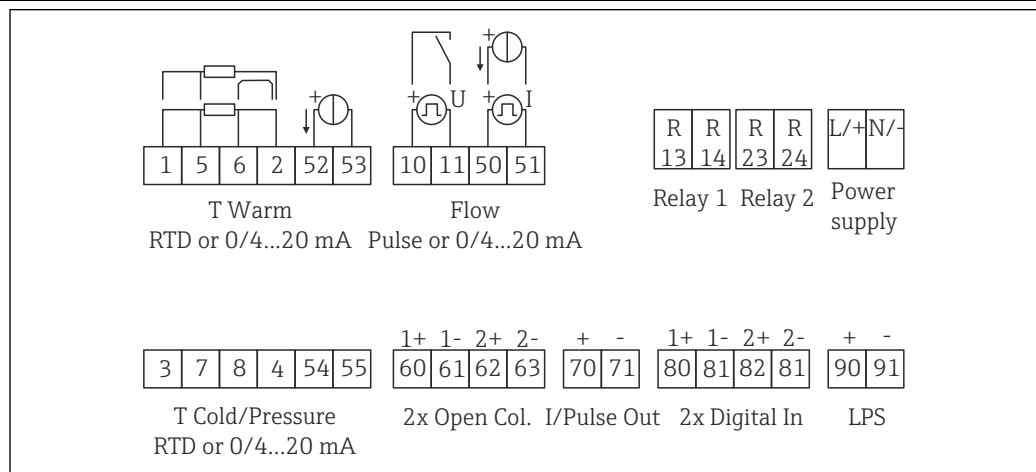 + + U + + I
1 5 6 2 52 53 10 11 50 51
R R R R L/+ N/-
13 14 23 24
T Warm Flow Relay 1 Relay 2 Power supply
RTD or 0/4...20 mA Pulse or 0/4...20 mA
1+ 1- 2+ 2- + - 1+ 1- 2+ 2- + -
3 7 8 4 54 55 60 61 62 63 70 71 80 81 82 81 90 91
T Cold/Pressure 2x Open Col. I/Pulse Out 2x Digital In LPS
RTD or 0/4...20 mA